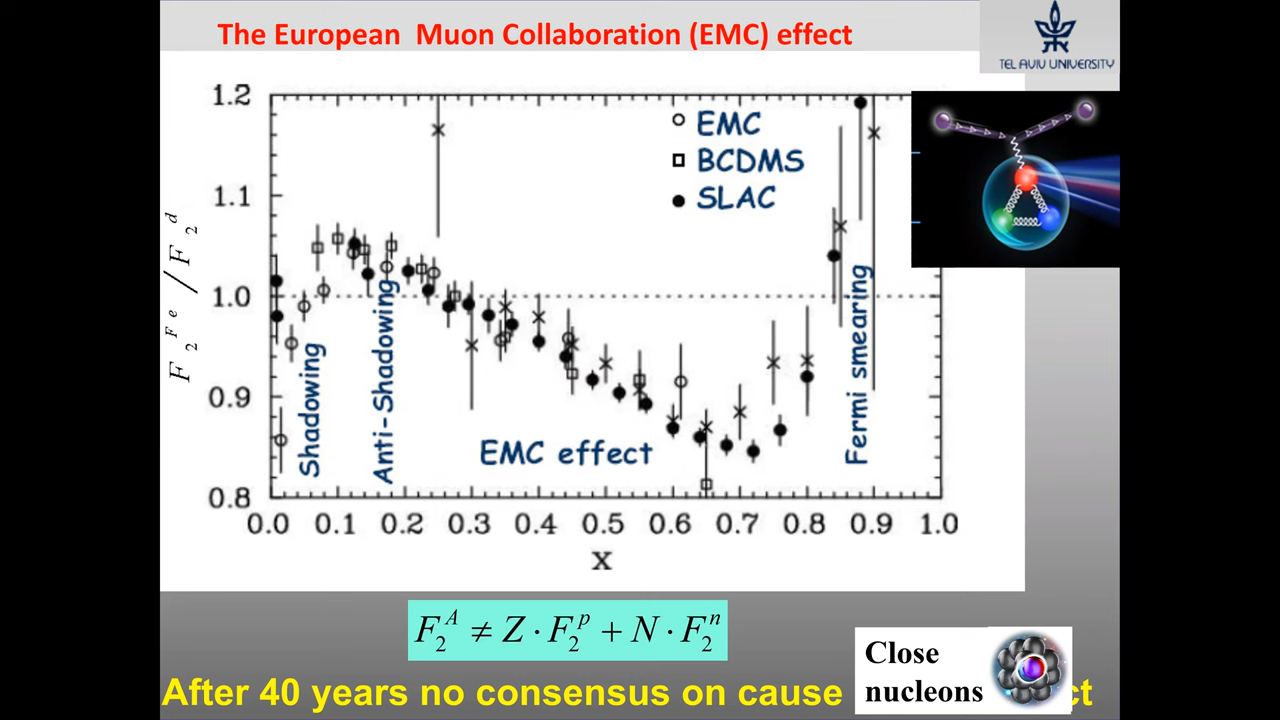 The European Muon Collaboration (EMC) effect
TEL AVIV UNIVERSITY
1.2
1.1
1.0
0.9
0.8
F₂ᶠᵉ / F₂ᵈ
EMC
BCDMS
SLAC
Shadowing
Anti-Shadowing
EMC effect
Fermi smearing
0.0 0.1 0.2 0.3 0.4 0.5 0.6 0.7 0.8 0.9 1.0
x
F₂ᴬ ≠ Z · F₂ᵖ + N · F₂ⁿ
Close
nucleons
After 40 years no consensus on cause